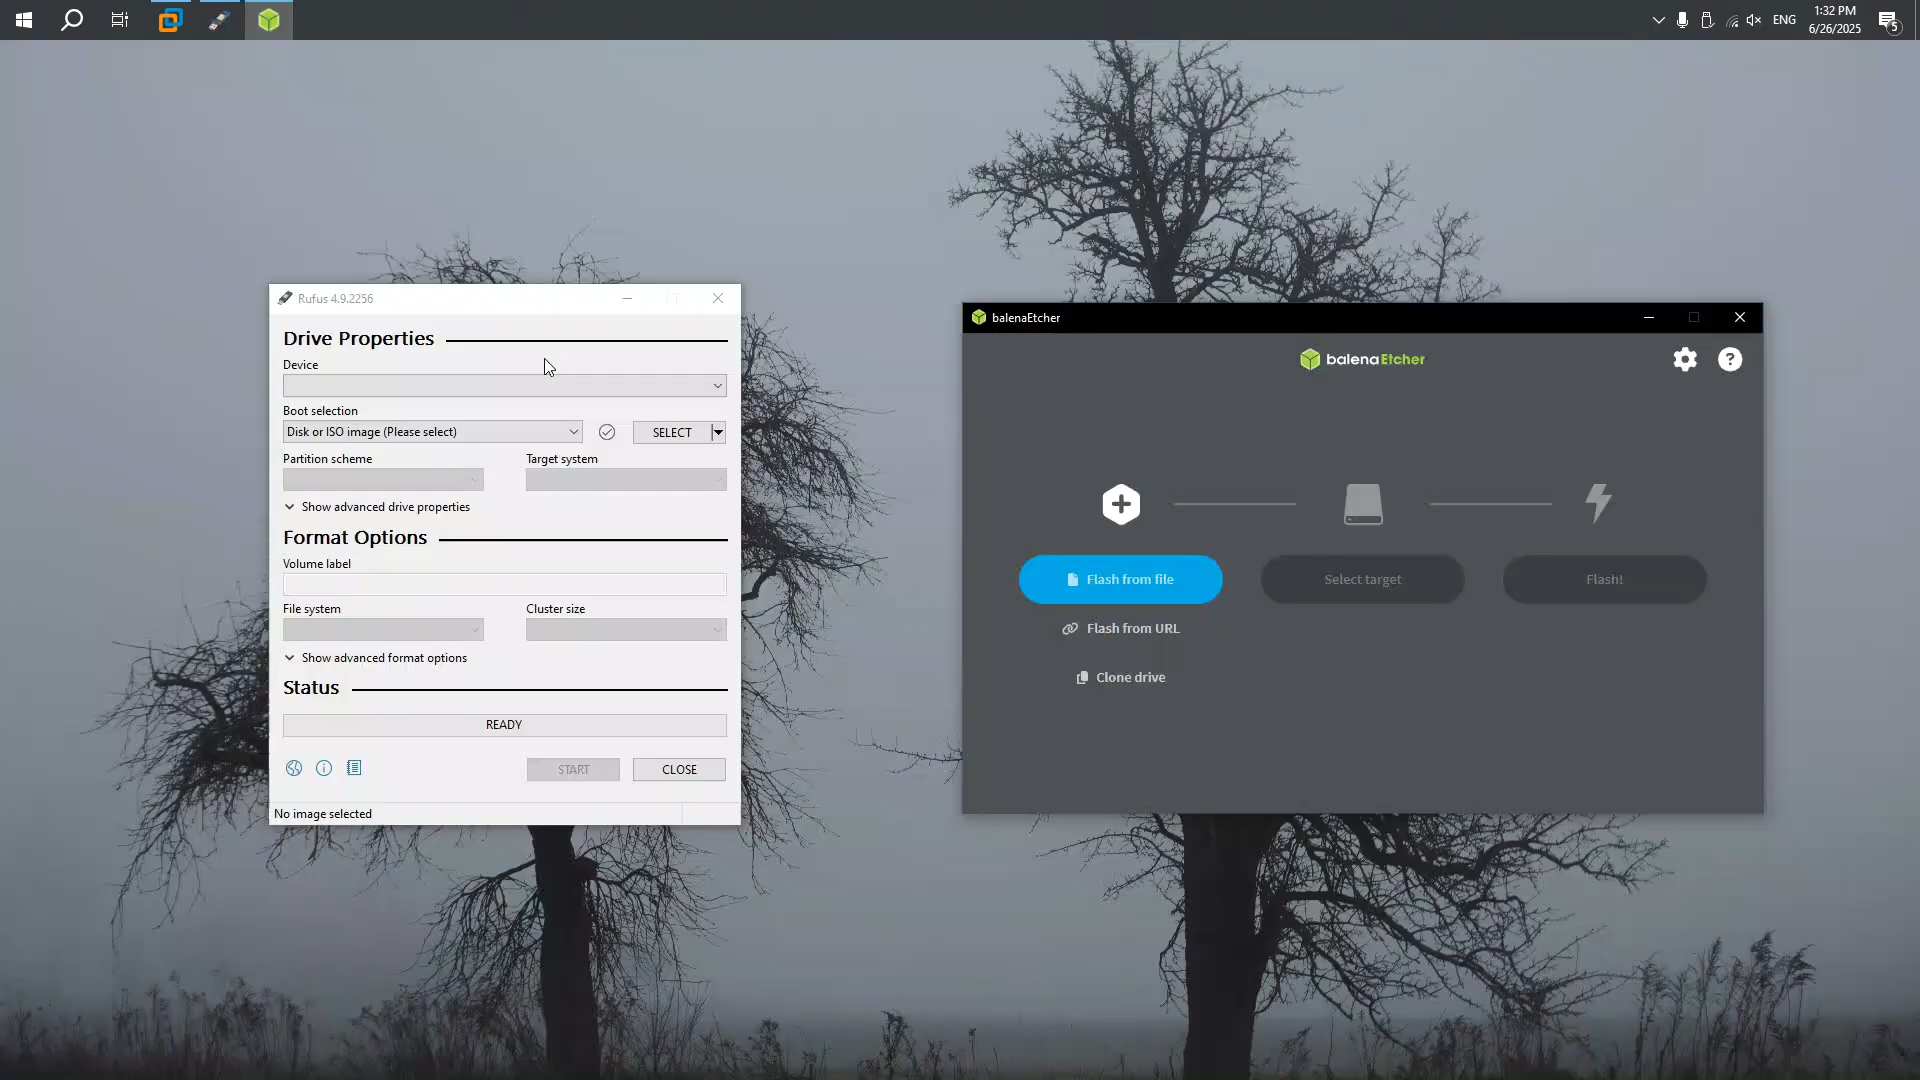 ENG
1:32 PM
6/26/2025
5
Rufus 4.9.2256
Drive Properties
Device
Boot selection
Disk or ISO image (Please select)
SELECT
Partition scheme
Target system
Show advanced drive properties
Format Options
Volume label
File system
Cluster size
Show advanced format options
Status
READY
START
CLOSE
No image selected
balenaEtcher
balenaEtcher
?
Flash from file
Select target
Flash!
Flash from URL
Clone drive